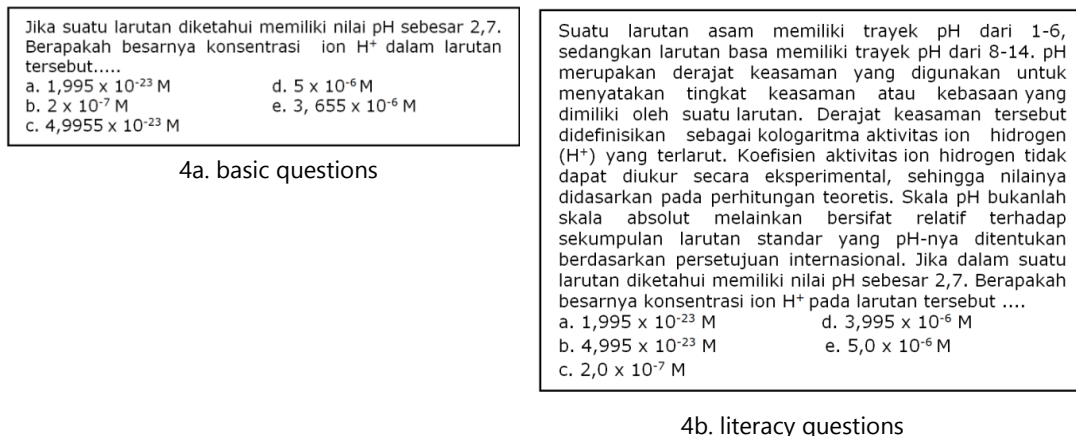 Jika suatu larutan diketahui memiliki nilai pH sebesar 2,7.
Berapakah besarnya konsentrasi ion H⁺ dalam larutan
tersebut.....
a. 1,995 x 10⁻²³ M d. 5 x 10⁻⁶ M
b. 2 x 10⁻⁷ M e. 3, 655 x 10⁻⁶ M
c. 4,9955 x 10⁻²³ M
4a. basic questions
Suatu larutan asam memiliki trayek pH dari 1-6,
sedangkan larutan basa memiliki trayek pH dari 8-14. pH
merupakan derajat keasaman yang digunakan untuk
menyatakan tingkat keasaman atau kebasaan yang
dimiliki oleh suatu larutan. Derajat keasaman tersebut
didefinisikan sebagai kologaritma aktivitas ion hidrogen
(H⁺) yang terlarut. Koefisien aktivitas ion hidrogen tidak
dapat diukur secara eksperimental, sehingga nilainya
didasarkan pada perhitungan teoretis. Skala pH bukanlah
skala absolut melainkan bersifat relatif terhadap
sekumpulan larutan standar yang pH-nya ditentukan
berdasarkan persetujuan internasional. Jika dalam suatu
larutan diketahui memiliki nilai pH sebesar 2,7. Berapakah
besarnya konsentrasi ion H⁺ pada larutan tersebut ....
a. 1,995 x 10⁻²³ M d. 3,995 x 10⁻⁶ M
b. 4,995 x 10⁻²³ M e. 5,0 x 10⁻⁶ M
c. 2,0 x 10⁻⁷ M
4b. literacy questions